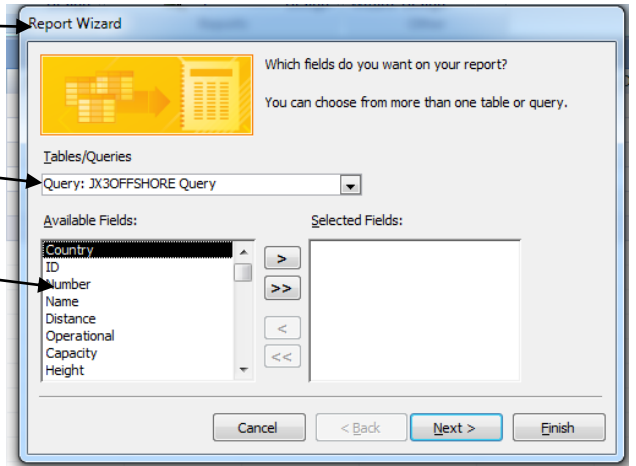 Report Wizard
Which fields do you want on your report?
You can choose from more than one table or query.
Tables/Queries
Query: JX3OFFSHORE Query
Available Fields:
Selected Fields:
Country
ID
Number
Name
Distance
Operational
Capacity
Height
>
>>
<
<<
Cancel
< Back
Next >
Finish